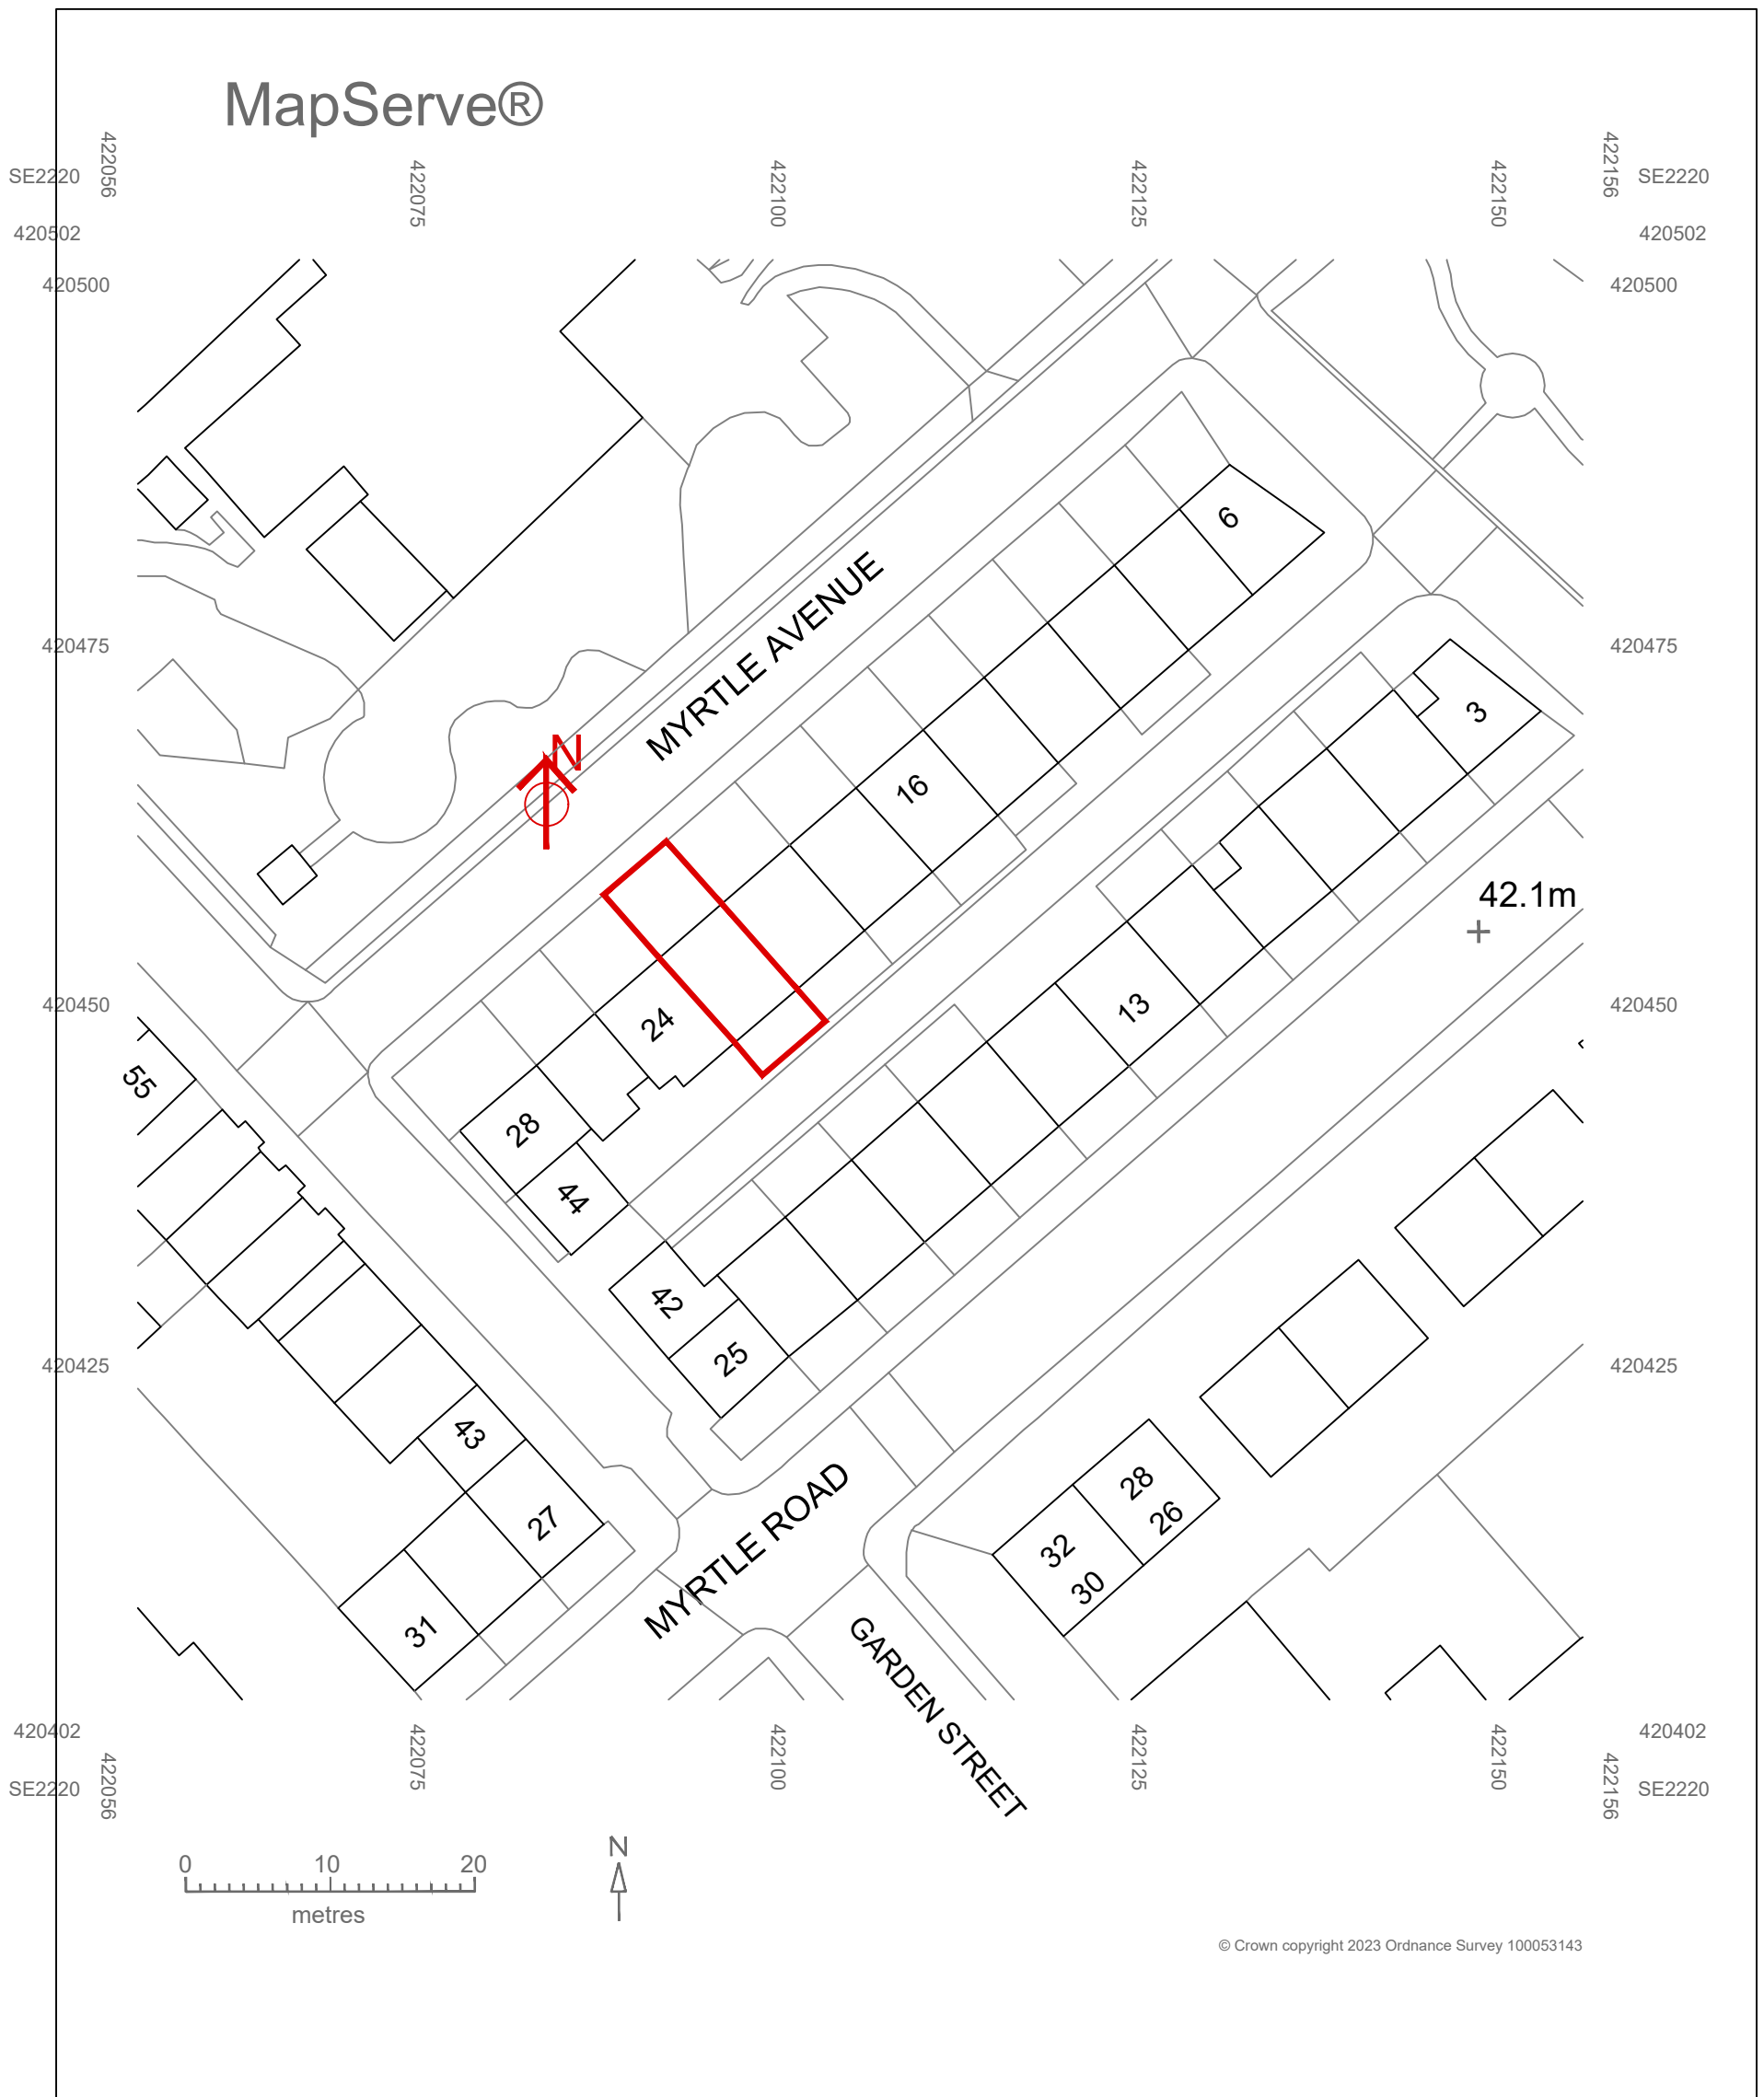 MapServe®
422056
422075
422100
422125
422150
422156
SE2220
SE2220
420502
420502
420500
420500
6
MYRTLE AVENUE
420475
420475
3
N
16
42.1m
24
13
420450
420450
55
28
44
42
25
420425
420425
43
27
28
26
32
30
31
MYRTLE ROAD
GARDEN STREET
420402
420402
SE2220
SE2220
422056
422075
422100
422125
422150
422156
0 10 20
metres
N
© Crown copyright 2023 Ordnance Survey 100053143